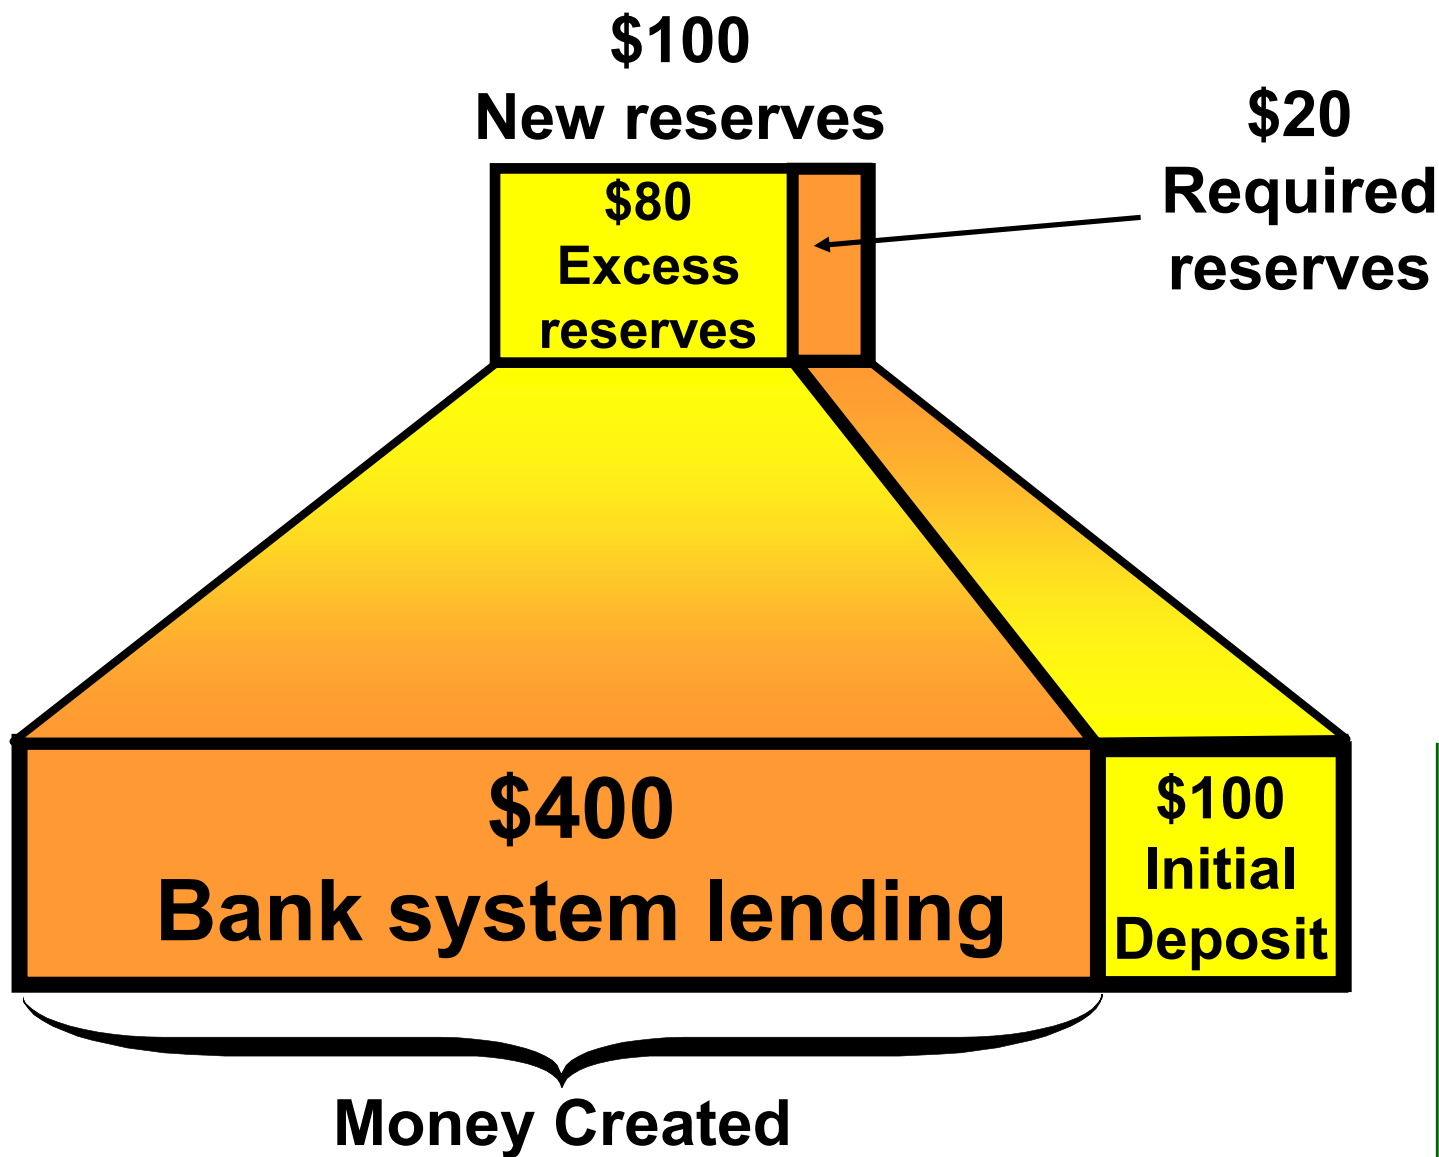 $100
New reserves
$20
Required
reserves
$80
Excess
reserves
$400
Bank system lending
$100
Initial
Deposit
Money Created